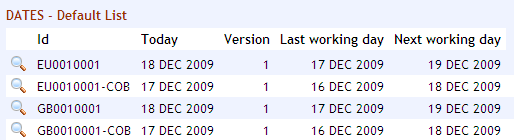 DATES - Default List
Id Today Version Last working day Next working day
EU0010001 18 DEC 2009 1 17 DEC 2009 19 DEC 2009
EU0010001-COB 17 DEC 2009 1 16 DEC 2009 18 DEC 2009
GB0010001 18 DEC 2009 1 17 DEC 2009 19 DEC 2009
GB0010001-COB 17 DEC 2009 1 16 DEC 2009 18 DEC 2009